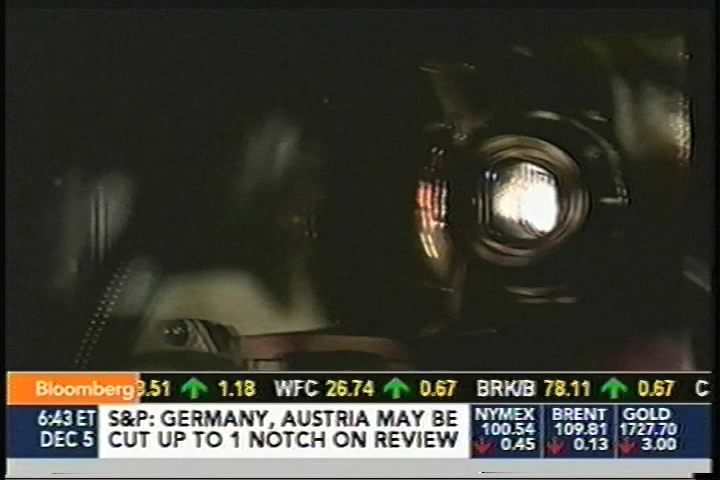 Bloomberg 3.51 1.18 WFC 26.74 0.67 BRK/B 78.11 0.67 C
6:43 ET
DEC 5
S&P: GERMANY, AUSTRIA MAY BE
CUT UP TO 1 NOTCH ON REVIEW
NYMEX
100.54
0.45
BRENT
109.81
0.13
GOLD
1727.70
3.00